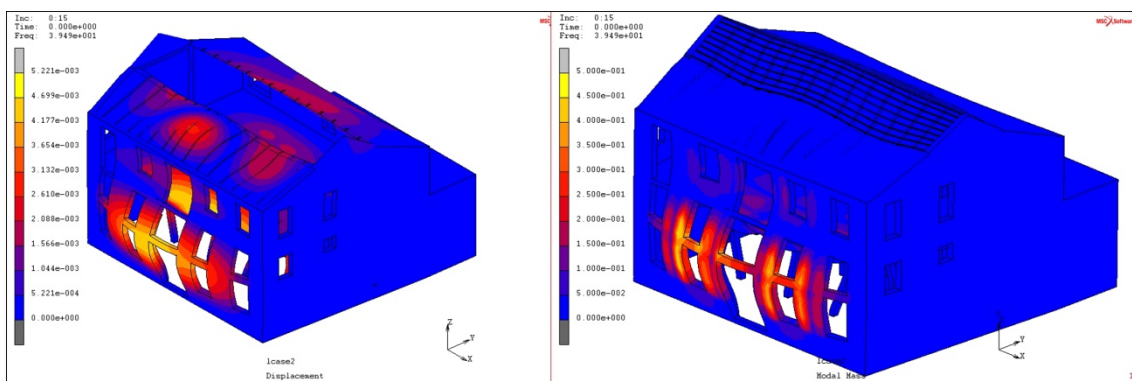 Inc: 0:15
Time: 0.000e+000
Freq: 3.949e+001
5.221e-003
4.699e-003
4.177e-003
3.654e-003
3.132e-003
2.610e-003
2.088e-003
1.566e-003
1.044e-003
5.221e-004
0.000e+000
lcase2
Displacement
Z
Y
X
Inc: 0:15
Time: 0.000e+000
Freq: 3.949e+001
MSC Software
5.000e-001
4.500e-001
4.000e-001
3.500e-001
3.000e-001
2.500e-001
2.000e-001
1.500e-001
1.000e-001
5.000e-002
0.000e+000
Modal Mass
Y
X
1